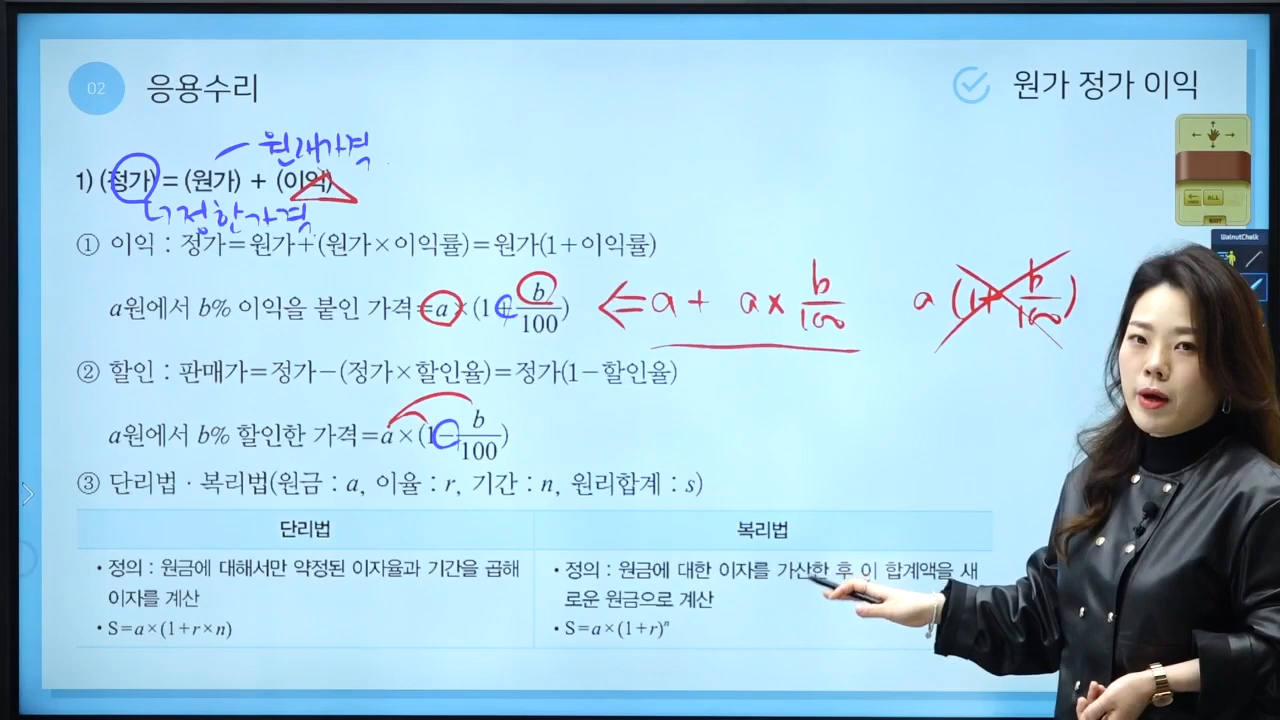 02 응용수리
원가 정가 이익
원래가격
1) (정가) = (원가) + (이익)
정한가격
① 이익 : 정가=원가+(원가×이익률)=원가(1+이익률)
a원에서 b% 이익을 붙인 가격=a×(1+b/100) ⇐ a + a × b/100 a(1+b/100)
② 할인 : 판매가=정가−(정가×할인율)=정가(1−할인율)
a원에서 b% 할인한 가격=a×(1−b/100)
③ 단리법 · 복리법(원금 : a, 이율 : r, 기간 : n, 원리합계 : s)
단리법
• 정의 : 원금에 대해서만 약정된 이자율과 기간을 곱해
이자를 계산
• S=a×(1+r×n)
복리법
• 정의 : 원금에 대한 이자를 가산한 후 이 합계액을 새
로운 원금으로 계산
• S=a×(1+r)ⁿ
ALL
EXIT
WalnutChalk